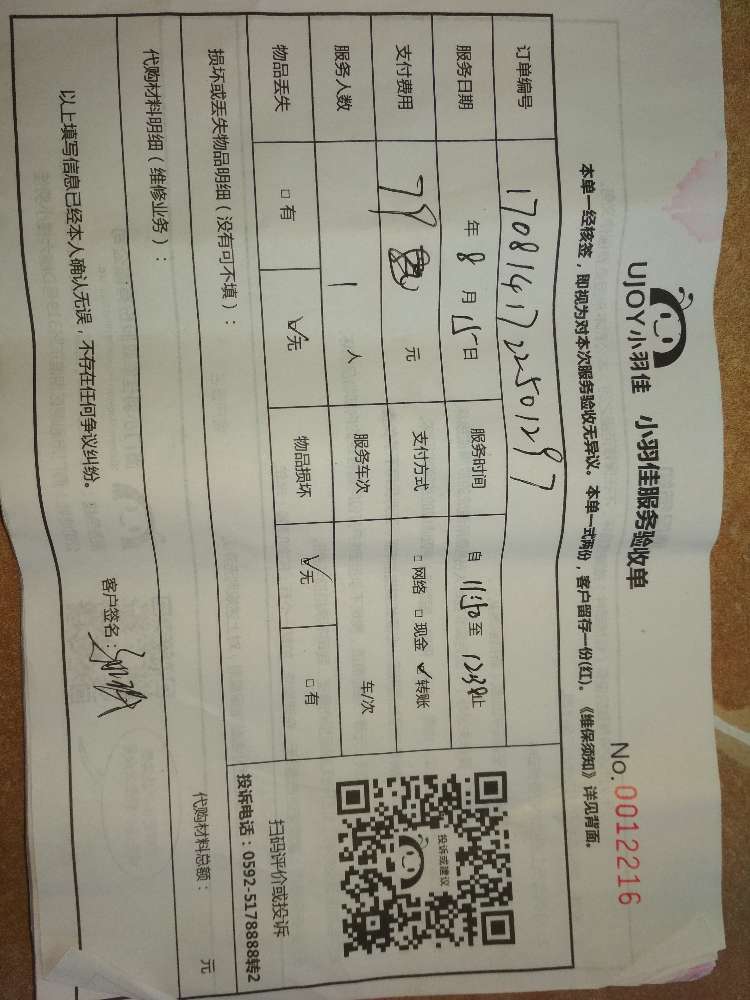 UJOY小羽佳 小羽佳服务验收单
No.0012216
本单一经核签，即视为对本次服务验收无异议。本单一式两份，客户留存一份(红)。《维保须知》详见背面。
订单编号 1708141722501297
服务日期 年 8 月 15 日 服务时间 自 11:50 至 12:38 止
支付费用 79 元 支付方式 □ 网络 □ 现金 ✓ 转账
服务人数 1 人 服务车次 车/次
物品丢失 □ 有 ✓ 无 物品损坏 ✓ 无 □ 有
投诉或建议
扫码评价或投诉
投诉电话：0592-5178888转2
损坏或丢失物品明细（没有可不填）：
代购材料明细（维修业务）：
代购材料总额： 元
以上填写信息已经本人确认无误，不存在任何争议纠纷。
客户签名：